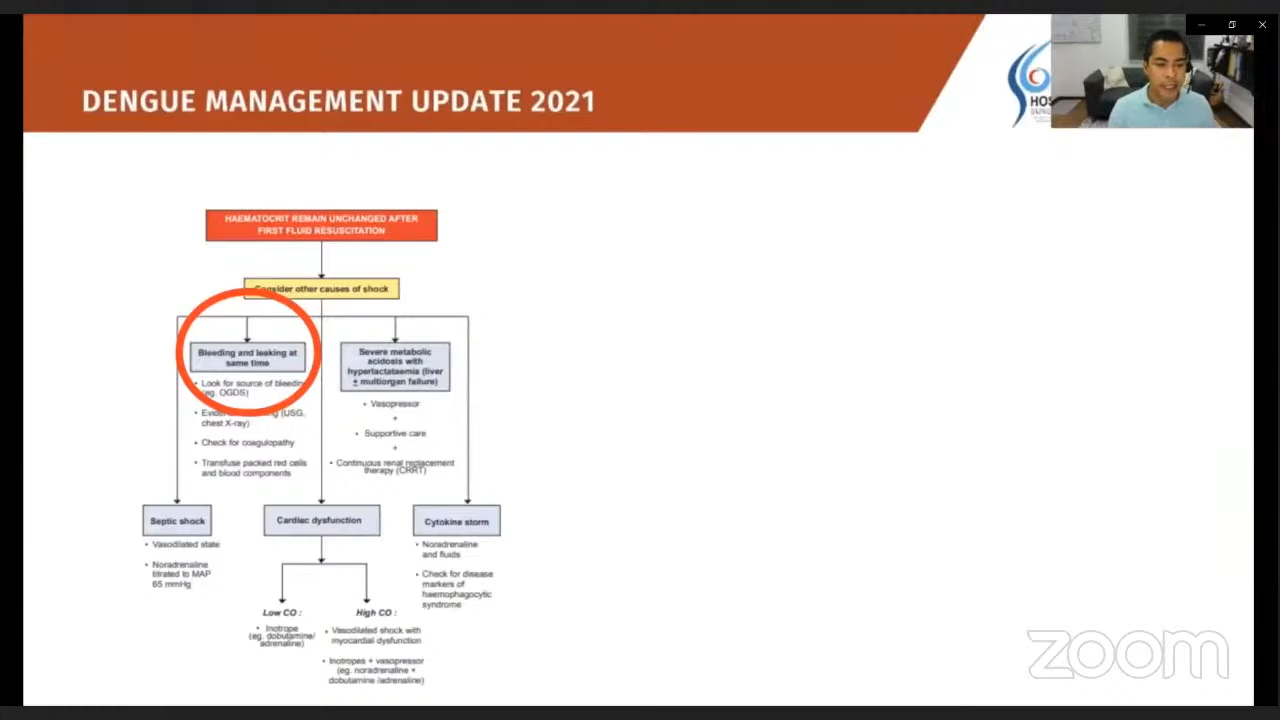 DENGUE MANAGEMENT UPDATE 2021
HAEMATOCRIT REMAIN UNCHANGED AFTER
FIRST FLUID RESUSCITATION
Consider other causes of shock
Bleeding and leaking at
same time
• Look for source of bleeding
(eg. OGDS)
(USG,
chest X-ray)
• Check for coagulopathy
• Transfuse packed red cells
and blood components
Severe metabolic
acidosis with
hyperlactataemia (liver
± multiorgan failure)
• Vasopressor
+
• Supportive care
+
• Continuous renal replacement
therapy (CRRT)
Septic shock
• Vasodilated state
• Noradrenaline
titrated to MAP
65 mmHg
Cardiac dysfunction
Low CO :
• Inotrope
(eg. dobutamine/
adrenaline)
High CO :
• Vasodilated shock with
myocardial dysfunction
• Inotropes + vasopressor
(eg. noradrenaline +
dobutamine /adrenaline)
Cytokine storm
• Noradrenaline
and fluids
• Check for disease
markers of
haemophagocytic
syndrome
zoom